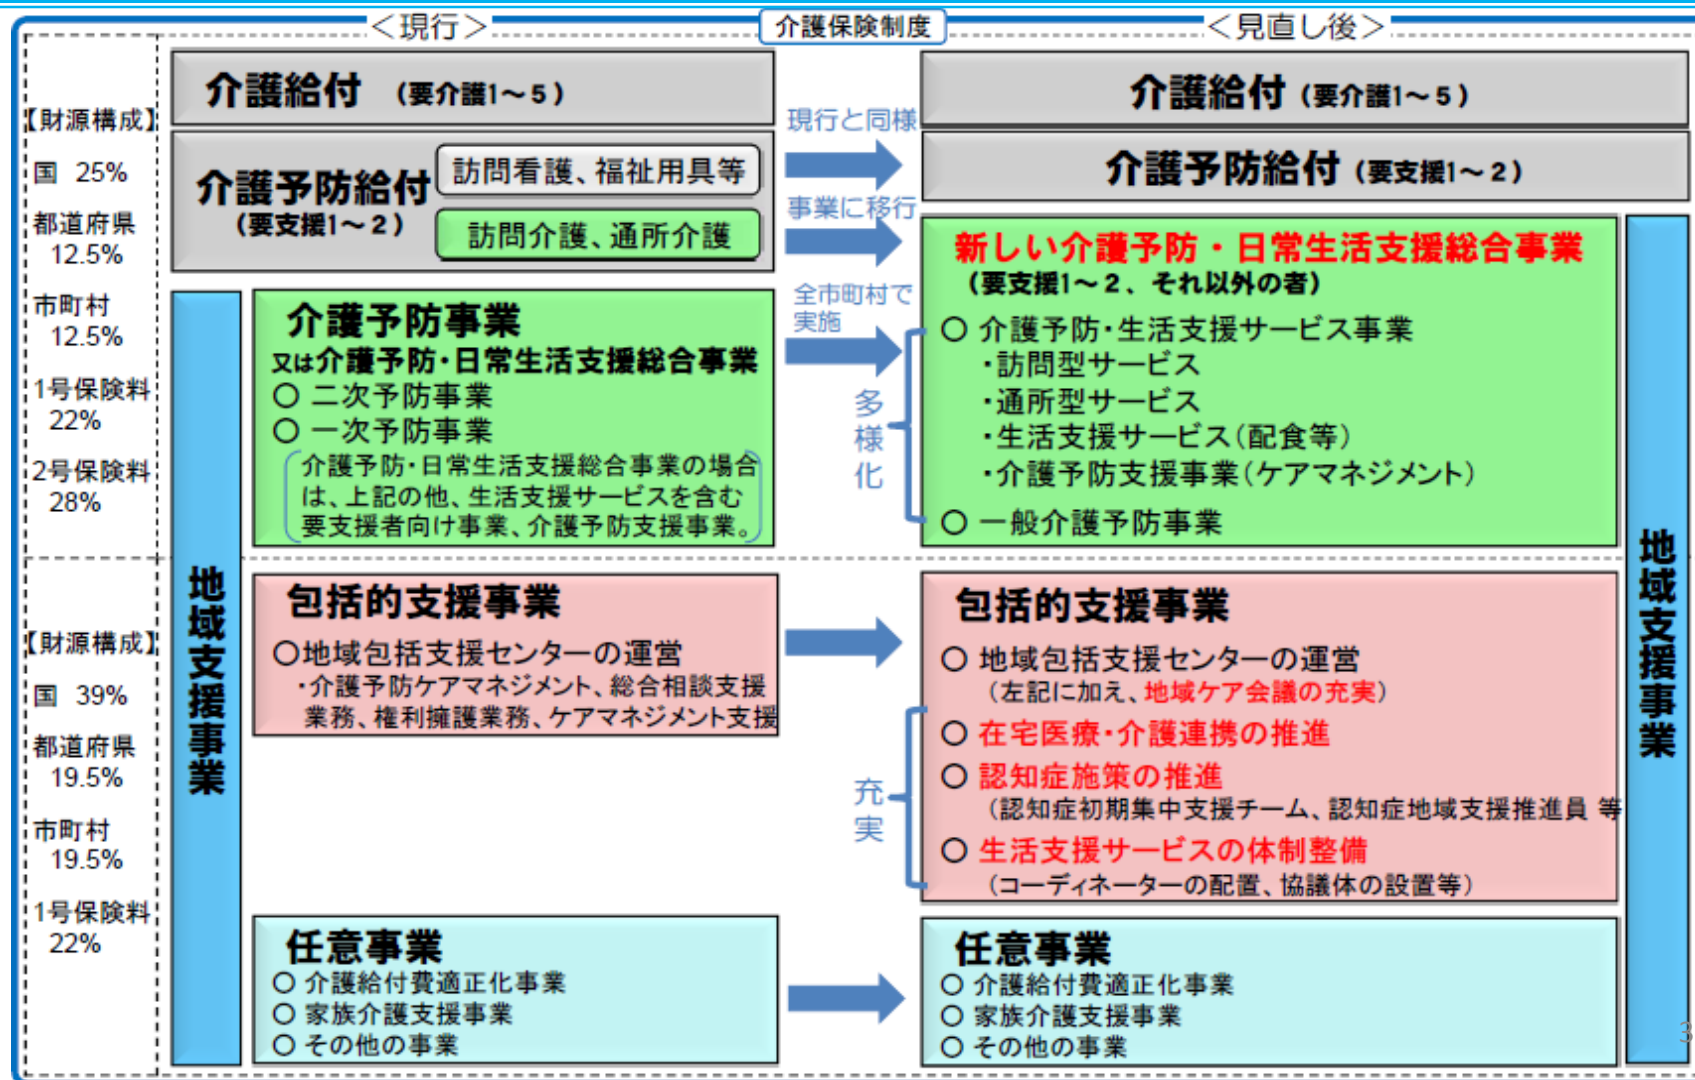 介護保険制度
＜現行＞
＜見直し後＞
【財源構成】
国 25%
都道府県
12.5%
市町村
12.5%
1号保険料
22%
2号保険料
28%
【財源構成】
国 39%
都道府県
19.5%
市町村
19.5%
1号保険料
22%
介護給付 （要介護1～5）
介護予防給付
（要支援1～2）
訪問看護、福祉用具等
訪問介護、通所介護
地域支援事業
介護予防事業
又は介護予防・日常生活支援総合事業
○ 二次予防事業
○ 一次予防事業
介護予防・日常生活支援総合事業の場合
は、上記の他、生活支援サービスを含む
要支援者向け事業、介護予防支援事業。
包括的支援事業
○地域包括支援センターの運営
・介護予防ケアマネジメント、総合相談支援
業務、権利擁護業務、ケアマネジメント支援
任意事業
○ 介護給付費適正化事業
○ 家族介護支援事業
○ その他の事業
現行と同様
事業に移行
全市町村で
実施
多様化
充実
介護給付（要介護1～5）
介護予防給付（要支援1～2）
新しい介護予防・日常生活支援総合事業
（要支援1～2、それ以外の者）
○ 介護予防・生活支援サービス事業
・訪問型サービス
・通所型サービス
・生活支援サービス（配食等）
・介護予防支援事業（ケアマネジメント）
○ 一般介護予防事業
包括的支援事業
○ 地域包括支援センターの運営
（左記に加え、地域ケア会議の充実）
○ 在宅医療・介護連携の推進
○ 認知症施策の推進
（認知症初期集中支援チーム、認知症地域支援推進員 等
○ 生活支援サービスの体制整備
（コーディネーターの配置、協議体の設置等）
任意事業
○ 介護給付費適正化事業
○ 家族介護支援事業
○ その他の事業
地域支援事業
3